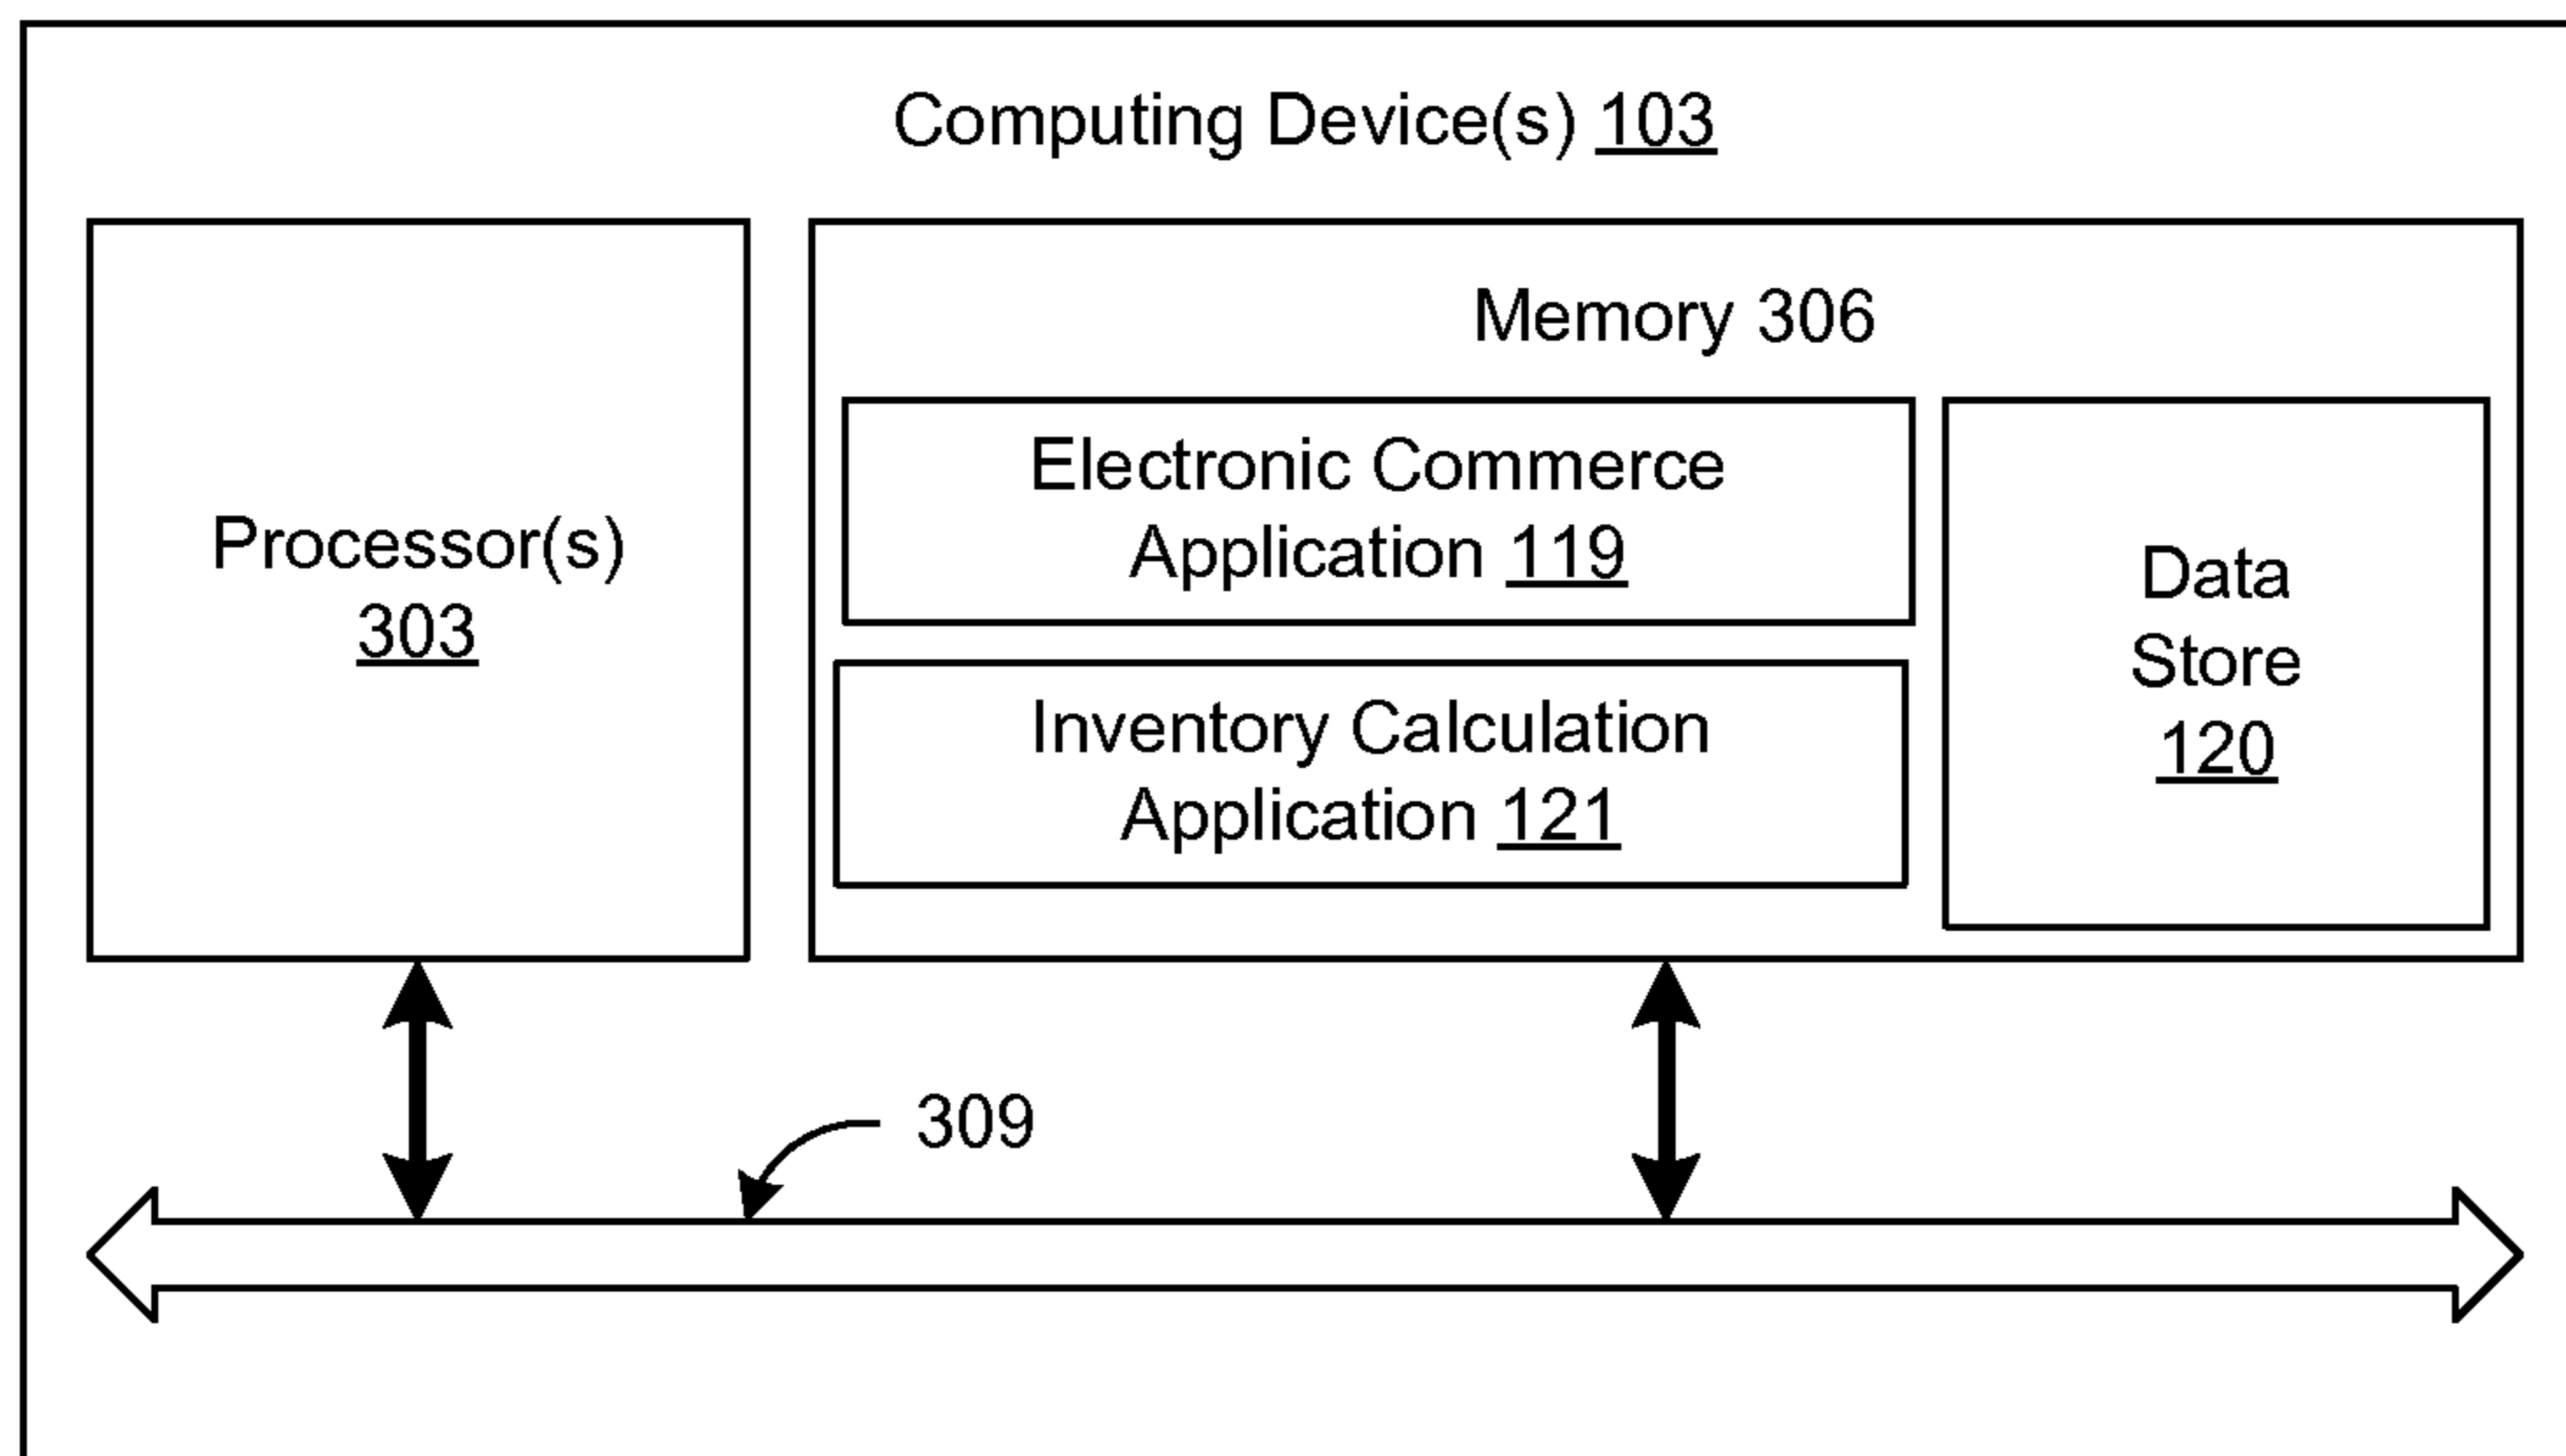 Computing Device(s) 103
Processor(s)
303
Memory 306
Electronic Commerce
Application 119
Inventory Calculation
Application 121
Data
Store
120
309